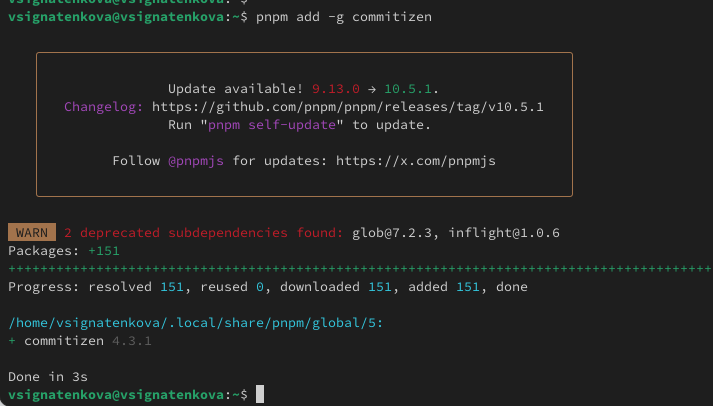 vsignatenkova@vsignatenkova:~$
vsignatenkova@vsignatenkova:~$ pnpm add -g commitizen
Update available! 9.13.0 → 10.5.1.
Changelog: https://github.com/pnpm/pnpm/releases/tag/v10.5.1
Run "pnpm self-update" to update.
Follow @pnpmjs for updates: https://x.com/pnpmjs
WARN 2 deprecated subdependencies found: glob@7.2.3, inflight@1.0.6
Packages: +151
++++++++++++++++++++++++++++++++++++++++++++++++++++++++++++++++++++++++++++++++++++++++
Progress: resolved 151, reused 0, downloaded 151, added 151, done
/home/vsignatenkova/.local/share/pnpm/global/5:
+ commitizen 4.3.1
Done in 3s
vsignatenkova@vsignatenkova:~$